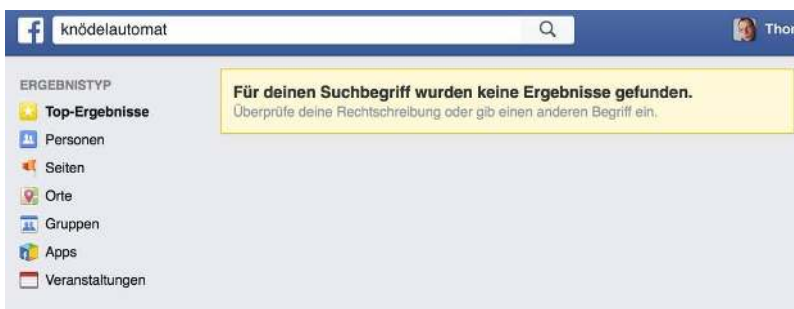 knödelautomat
Thor
ERGEBNISTYP
Top-Ergebnisse
Personen
Seiten
Orte
Gruppen
Apps
Veranstaltungen
Für deinen Suchbegriff wurden keine Ergebnisse gefunden.
Überprüfe deine Rechtschreibung oder gib einen anderen Begriff ein.